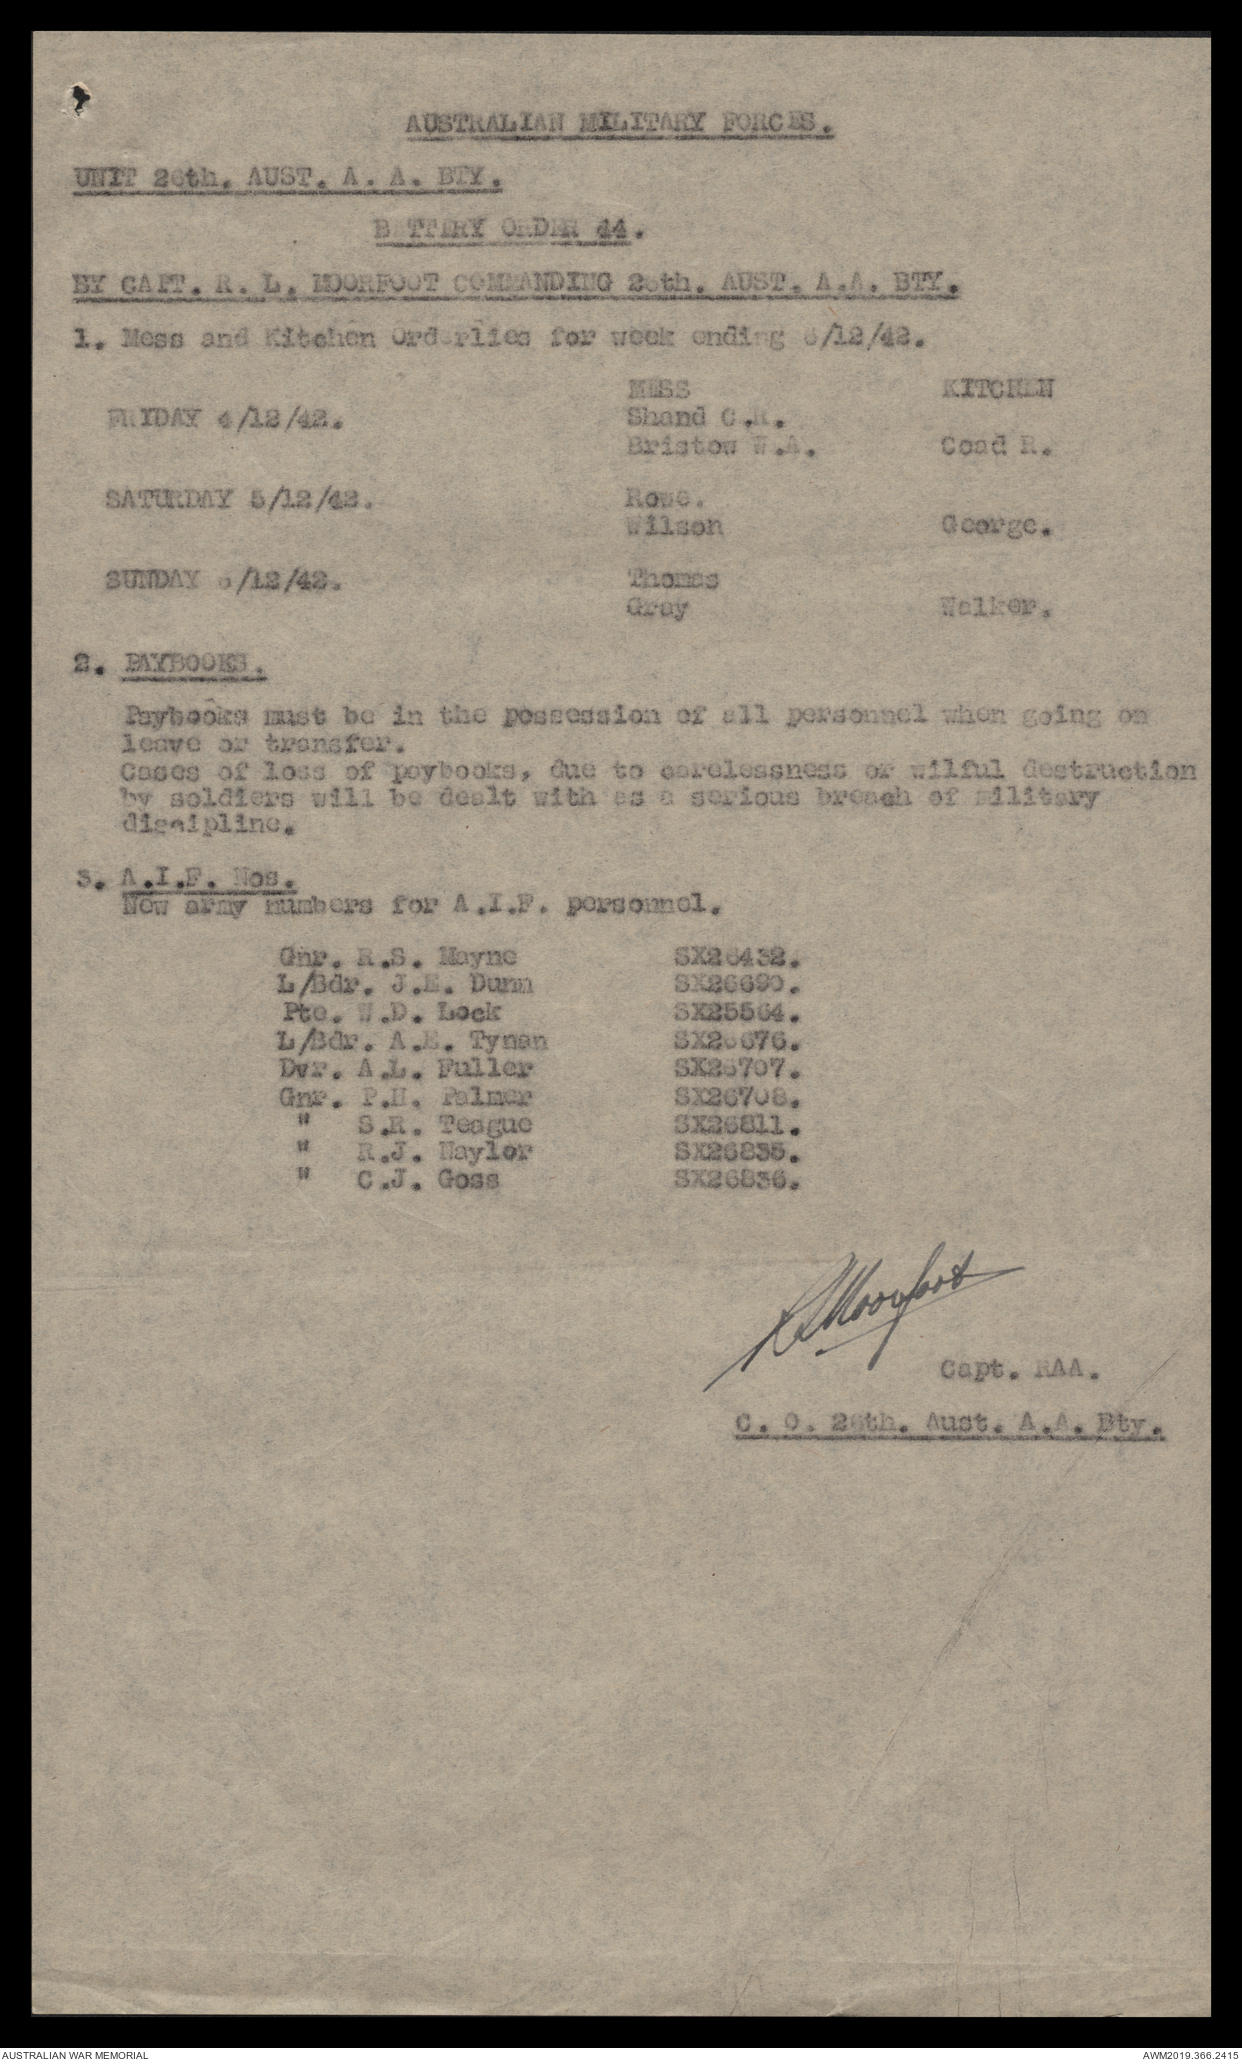 AUSTRALIAN MILITARY FORCES.
UNIT 26th. AUST. A. A. BTY.
BATTERY ORDER 44.
BY CAPT. R. L. MOORFOOT COMMANDING 26th. AUST. A.A. BTY.
1. Mess and Kitchen Orderlies for week ending 6/12/42.
MESS KITCHEN
FRIDAY 4/12/42. Shand C.R.
Bristow W.A. Coad R.
SATURDAY 5/12/42. Rowe.
Wilson George.
SUNDAY 6/12/42. Thomas
Gray Walker.
2. PAYBOOKS.
Paybooks must be in the possession of all personnel when going on
leave or transfer.
Cases of loss of paybooks, due to carelessness or wilful destruction
by soldiers will be dealt with as a serious breach of military
discipline.
3. A.I.F. Nos.
New army numbers for A.I.F. personnel.
Gnr. R.S. Mayne SX26432.
L/Bdr. J.E. Dunn SX26690.
Pte. W.D. Lock SX25564.
L/Bdr. A.E. Tynan SX26676.
Dvr. A.L. Fuller SX26707.
Gnr. P.H. Palmer SX26708.
" S.R. Teague SX26811.
" R.J. Naylor SX26835.
" C.J. Goss SX26836.
RLMoorfoot
Capt. RAA.
C. O. 26th. Aust. A.A. Bty.
AUSTRALIAN WAR MEMORIAL AWM2019.366.2415